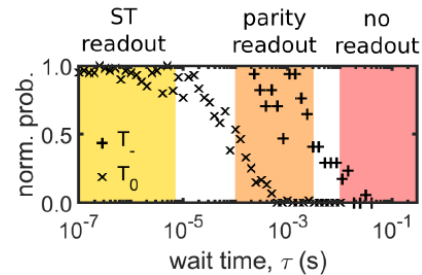 ST readout
parity readout
no readout
norm. prob.
1.0
0.5
0.0
+ T_
× T₀
10⁻⁷
10⁻⁵
10⁻³
10⁻¹
wait time, τ (s)